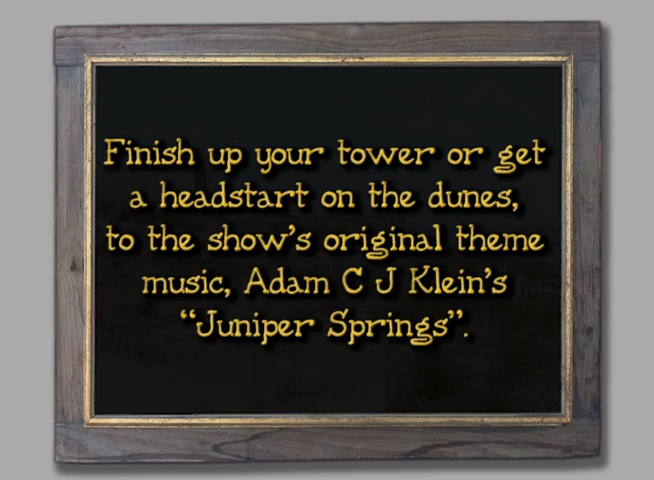 Finish up your tower or get
a headstart on the dunes,
to the show's original theme
music, Adam C J Klein's
“Juniper Springs”.